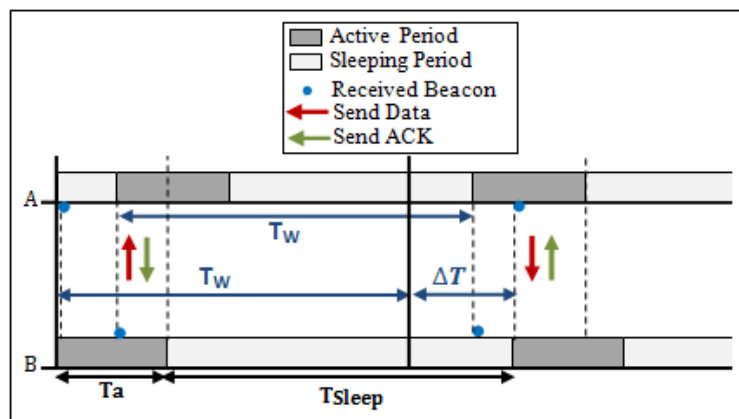 Active Period
Sleeping Period
Received Beacon
Send Data
Send ACK
A
T_W
T_W
ΔT
B
Ta
TSleep